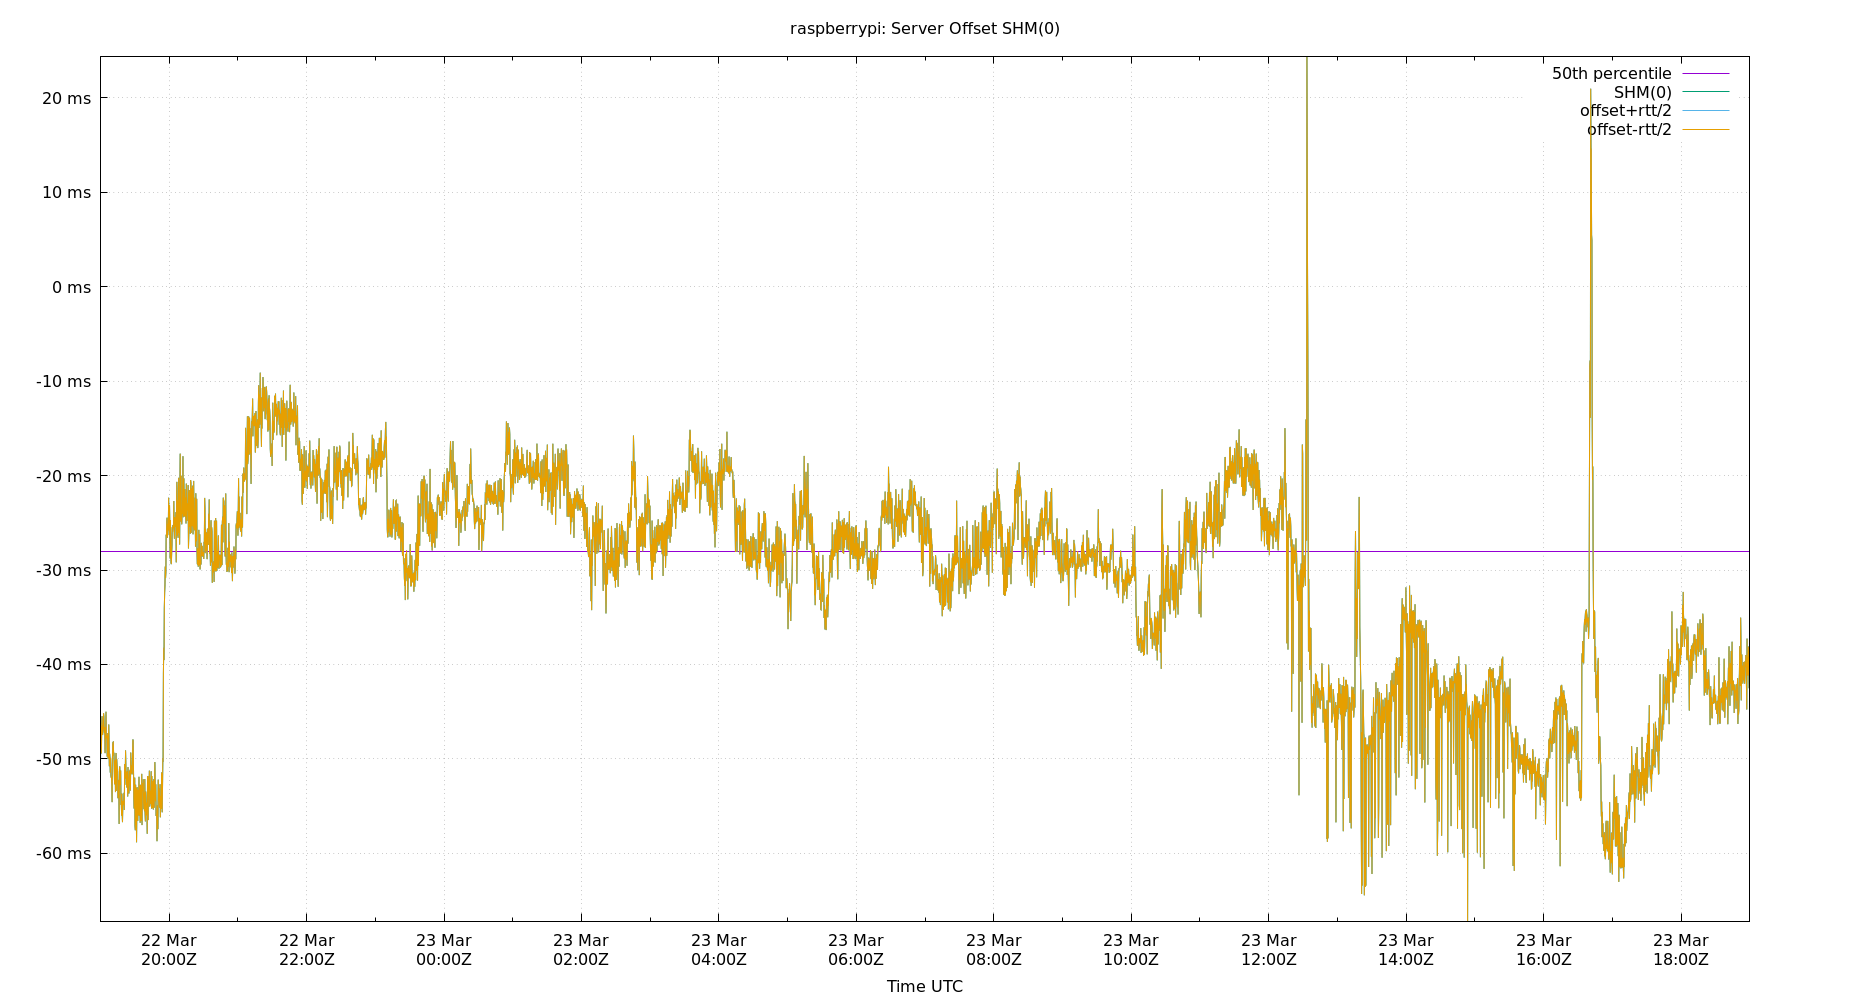 raspberrypi: Server Offset SHM(0)
50th percentile
SHM(0)
offset+rtt/2
offset-rtt/2
20 ms
10 ms
0 ms
-10 ms
-20 ms
-30 ms
-40 ms
-50 ms
-60 ms
22 Mar 22 Mar 23 Mar 23 Mar 23 Mar 23 Mar 23 Mar 23 Mar 23 Mar 23 Mar 23 Mar 23 Mar
20:00Z 22:00Z 00:00Z 02:00Z 04:00Z 06:00Z 08:00Z 10:00Z 12:00Z 14:00Z 16:00Z 18:00Z
Time UTC